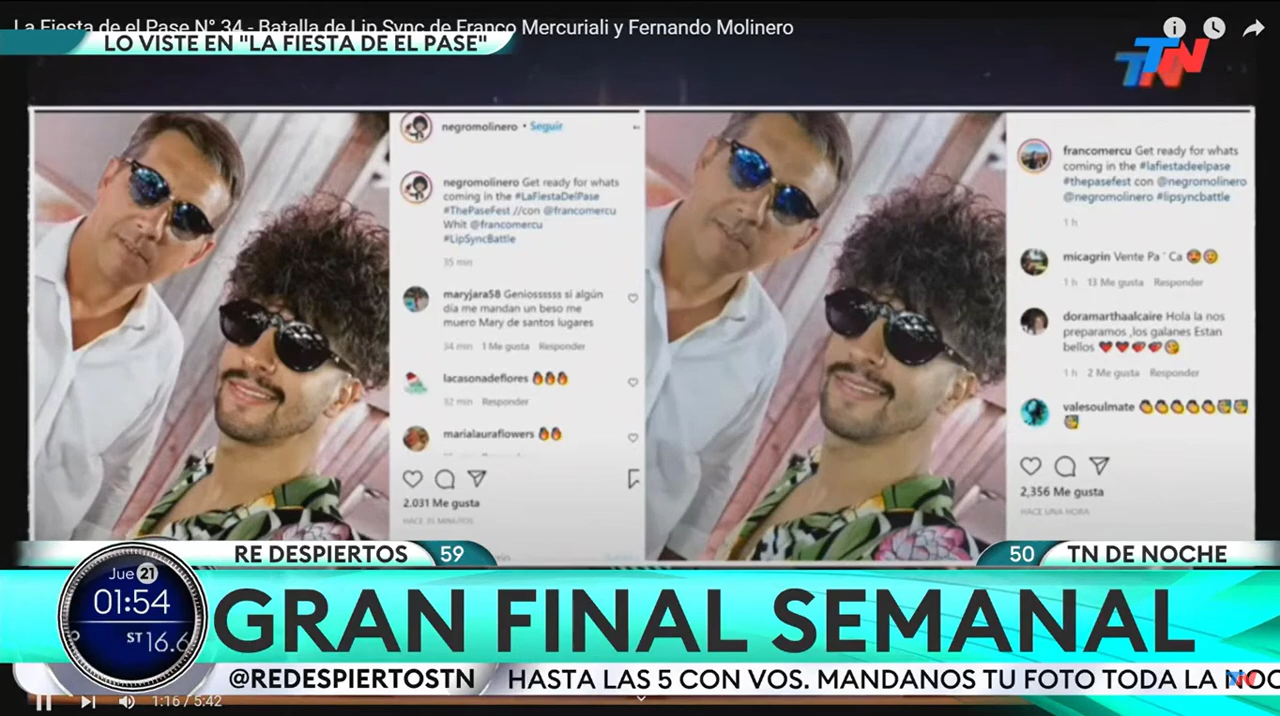 La Fiesta de el Pase N° 34 - Batalla de Lip Sync de Franco Mercuriali y Fernando Molinero
LO VISTE EN "LA FIESTA DE EL PASE"
TN
negromolinero • Seguir
negromolinero Get ready for whats
coming in the #LaFiestaDelPase
#ThePaseFest //con @francomercu
Whit @francomercu
#LipSyncBattle
35 min
maryjara58 Geniosssss si algún
día me mandan un beso me
muero Mary de santos lugares
34 min 1 Me gusta Responder
lacasonadeflores
32 min Responder
marialauraflowers
2.031 Me gusta
HACE 35 MINUTOS
francomercu Get ready for whats
coming in the #lafiestadeelpase
#thepasefest con @negromolinero
@negromolinero #lipsyncbattle
1 h
micagrin Vente Pa ' Ca
1 h 13 Me gusta Responder
doramarthaalcaire Hola la nos
preparamos ,los galanes Estan
bellos
1 h 2 Me gusta Responder
valesoulmate
2,356 Me gusta
HACE UNA HORA
RE DESPIERTOS 59
50 TN DE NOCHE
Jue 21
01:54
ST 16.6
GRAN FINAL SEMANAL
@REDESPIERTOSTN
HASTA LAS 5 CON VOS. MANDANOS TU FOTO TODA LA NOC
1:16 / 5:42